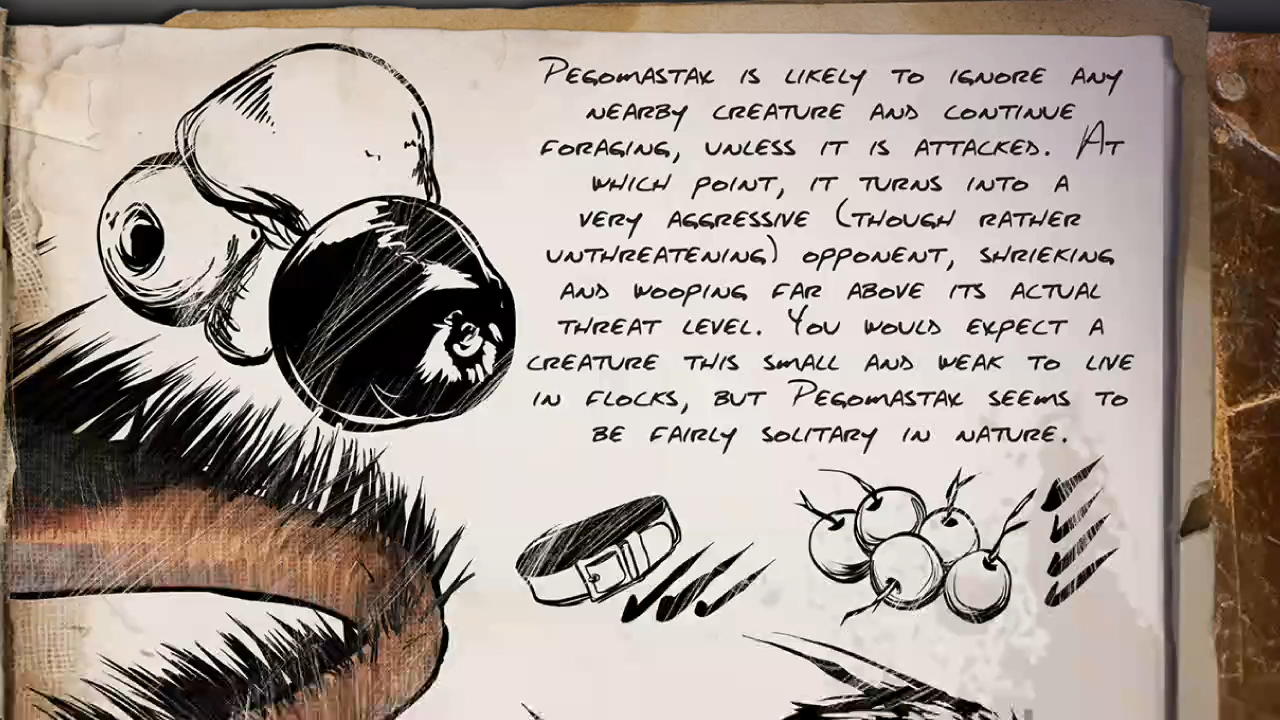 Pegomastax is likely to ignore any
nearby creature and continue
foraging, unless it is attacked. At
which point, it turns into a
very aggressive (though rather
unthreatening) opponent, shrieking
and wooping far above its actual
threat level. You would expect a
creature this small and weak to live
in flocks, but Pegomastax seems to
be fairly solitary in nature.